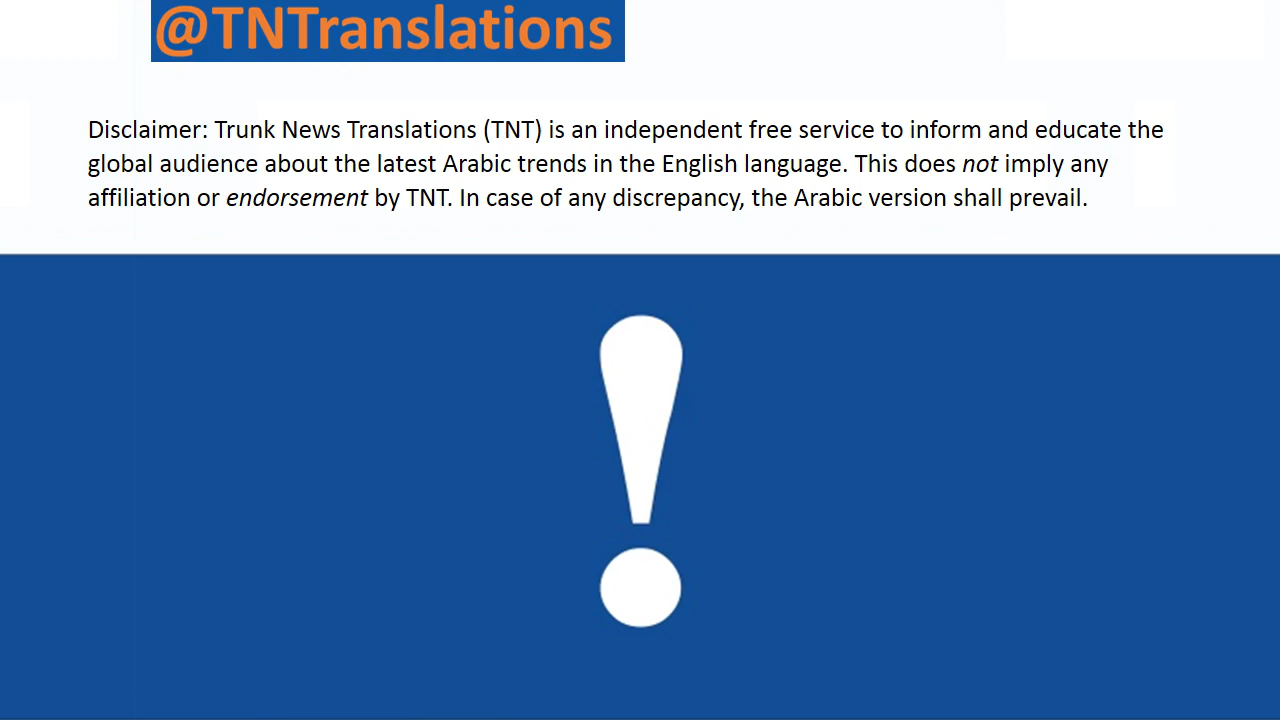 @TNTranslations
Disclaimer: Trunk News Translations (TNT) is an independent free service to inform and educate the
global audience about the latest Arabic trends in the English language. This does not imply any
affiliation or endorsement by TNT. In case of any discrepancy, the Arabic version shall prevail.
!